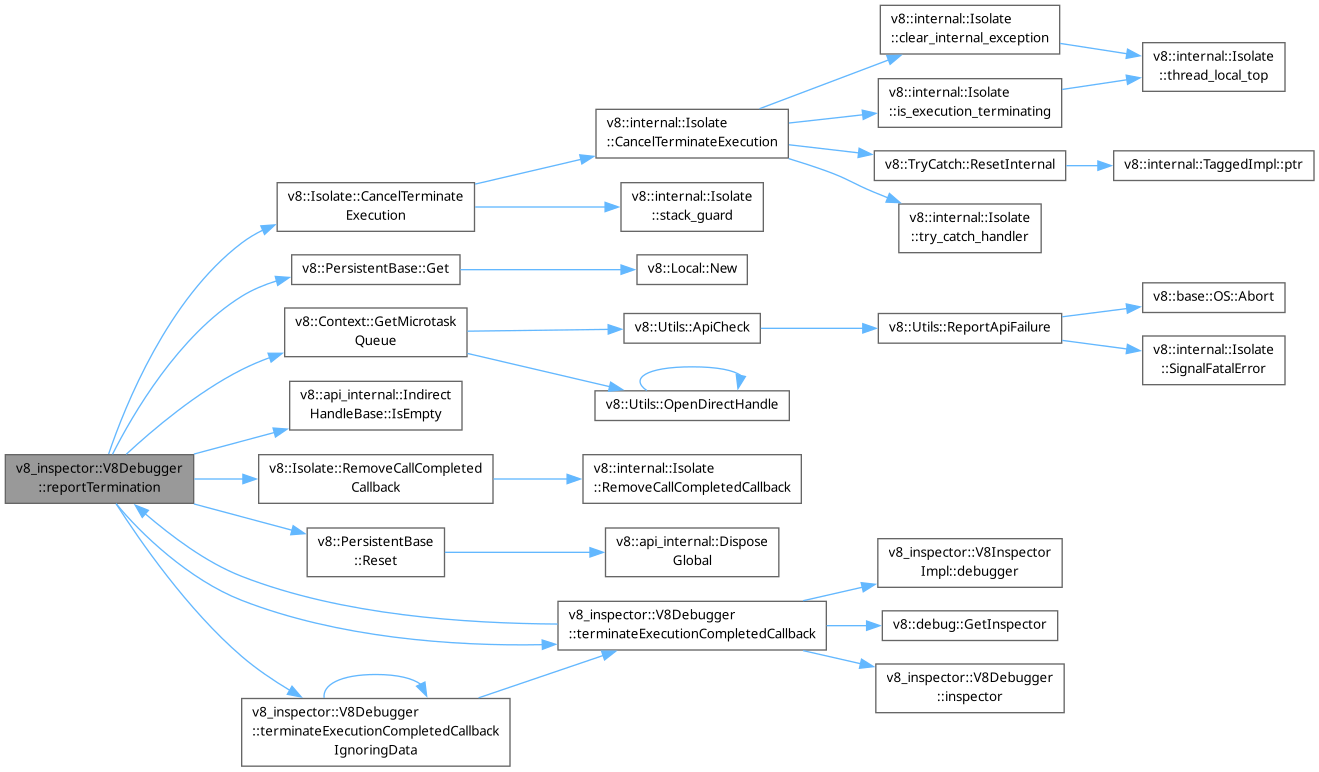 v8_inspector::V8Debugger
::reportTermination
v8::Isolate::CancelTerminate
Execution
v8::internal::Isolate
::CancelTerminateExecution
v8::internal::Isolate
::clear_internal_exception
v8::internal::Isolate
::thread_local_top
v8::internal::Isolate
::is_execution_terminating
v8::TryCatch::ResetInternal
v8::internal::TaggedImpl::ptr
v8::internal::Isolate
::try_catch_handler
v8::internal::Isolate
::stack_guard
v8::PersistentBase::Get
v8::Local::New
v8::Context::GetMicrotask
Queue
v8::Utils::ApiCheck
v8::Utils::ReportApiFailure
v8::base::OS::Abort
v8::internal::Isolate
::SignalFatalError
v8::Utils::OpenDirectHandle
v8::api_internal::Indirect
HandleBase::IsEmpty
v8::Isolate::RemoveCallCompleted
Callback
v8::internal::Isolate
::RemoveCallCompletedCallback
v8::PersistentBase
::Reset
v8::api_internal::Dispose
Global
v8_inspector::V8Debugger
::terminateExecutionCompletedCallback
v8_inspector::V8Inspector
Impl::debugger
v8::debug::GetInspector
v8_inspector::V8Debugger
::inspector
v8_inspector::V8Debugger
::terminateExecutionCompletedCallback
IgnoringData